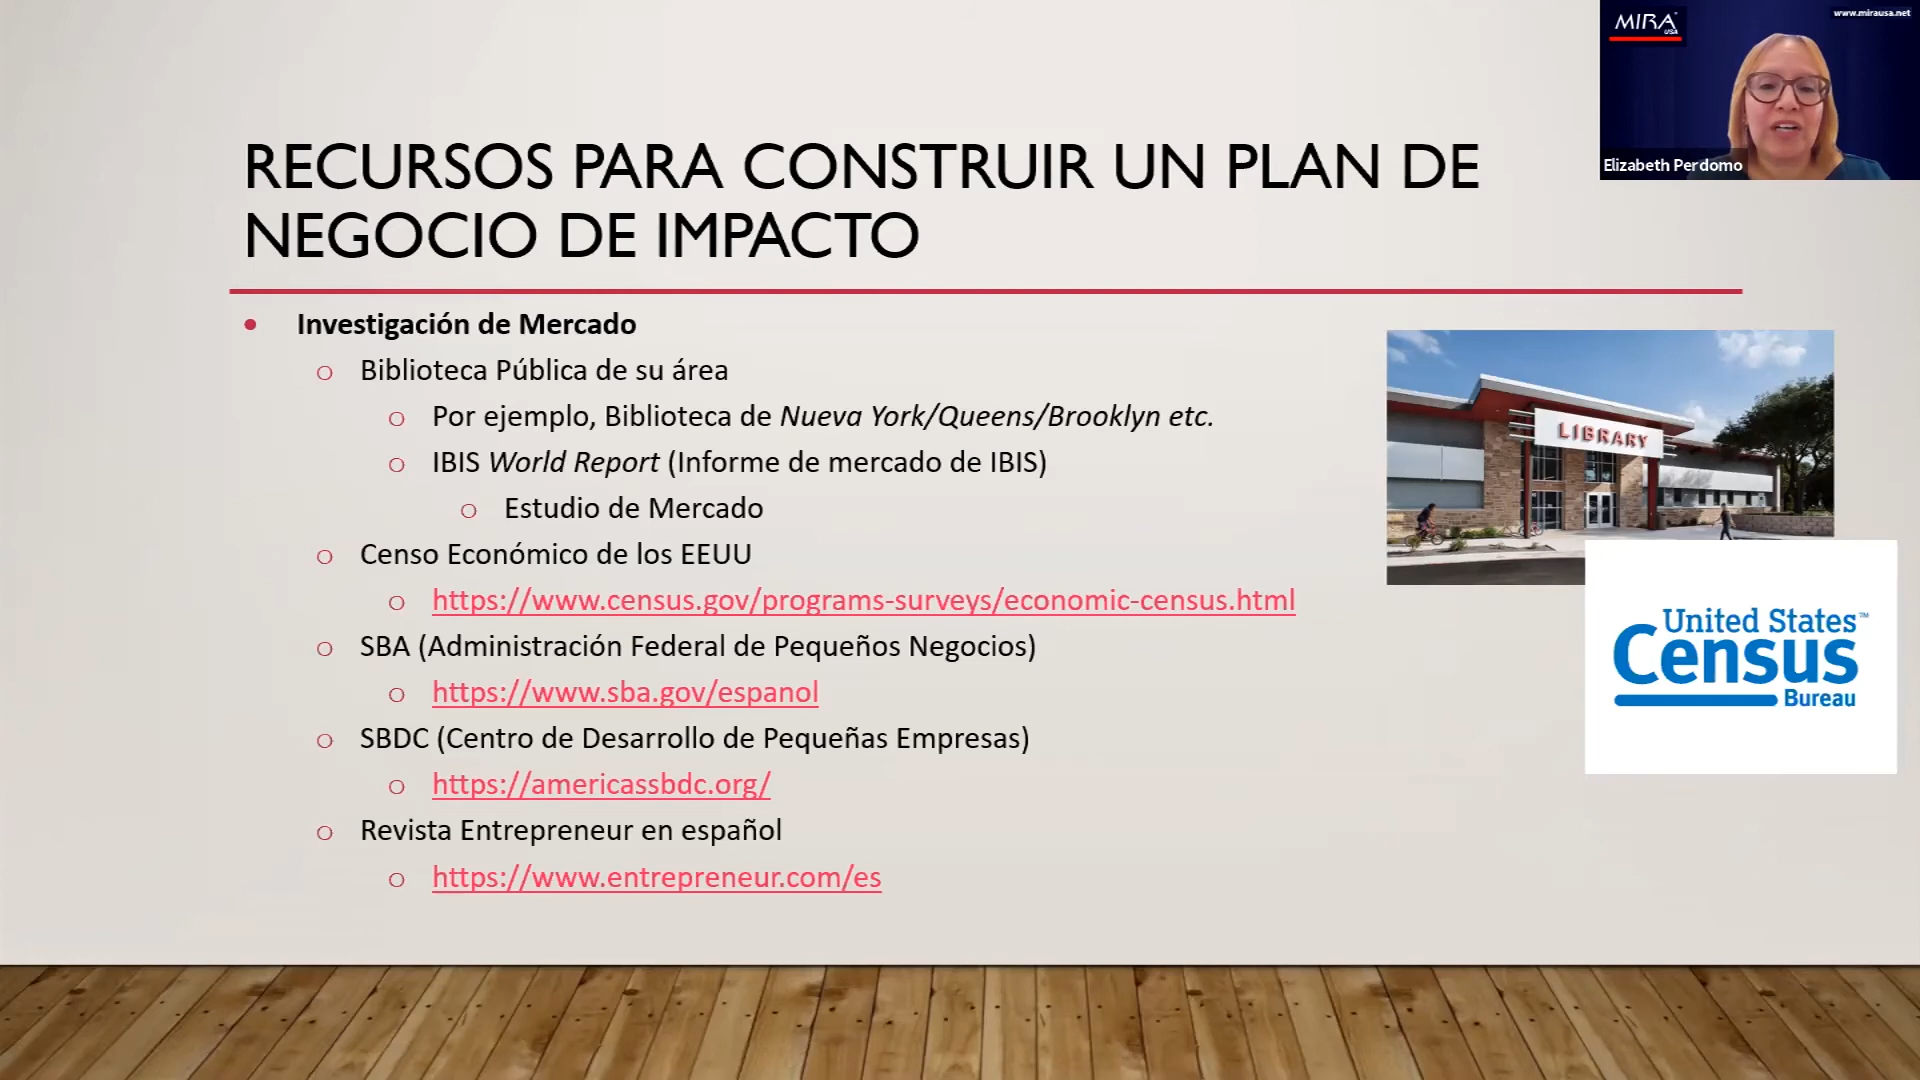 MIRA
USA
www.mirausa.net
Elizabeth Perdomo
RECURSOS PARA CONSTRUIR UN PLAN DE
NEGOCIO DE IMPACTO
• Investigación de Mercado
o Biblioteca Pública de su área
o Por ejemplo, Biblioteca de Nueva York/Queens/Brooklyn etc.
o IBIS World Report (Informe de mercado de IBIS)
o Estudio de Mercado
o Censo Económico de los EEUU
o https://www.census.gov/programs-surveys/economic-census.html
o SBA (Administración Federal de Pequeños Negocios)
o https://www.sba.gov/espanol
o SBDC (Centro de Desarrollo de Pequeñas Empresas)
o https://americassbdc.org/
o Revista Entrepreneur en español
o https://www.entrepreneur.com/es
LIBRARY
United States™
Census
Bureau